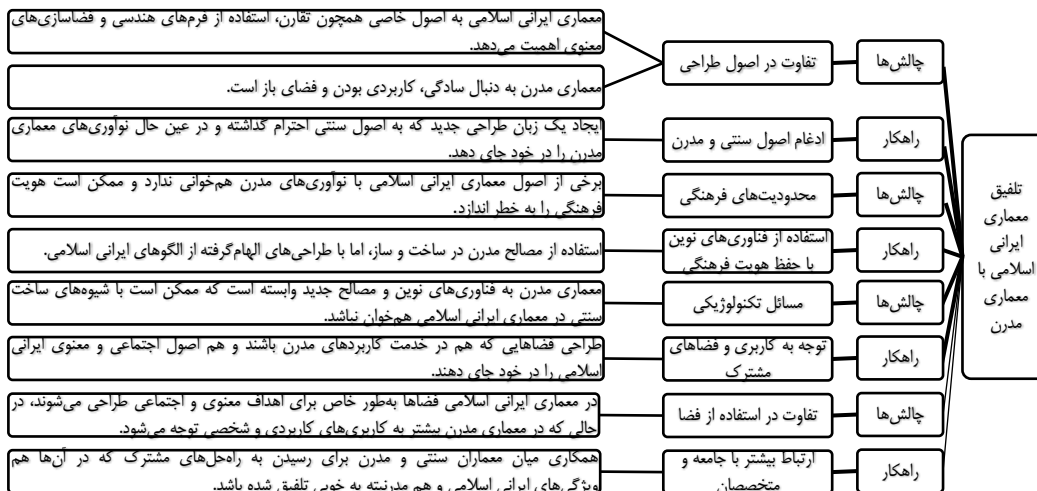 تلفیق
معماری
ایرانی
اسلامی با
معماری
مدرن
چالش‌ها
تفاوت در اصول طراحی
معماری ایرانی اسلامی به اصول خاصی همچون تقارن، استفاده از فرم‌های هندسی و فضاسازی‌های
معنوی اهمیت می‌دهد.
معماری مدرن به دنبال سادگی، کاربردی بودن و فضای باز است.
راهکار
ادغام اصول سنتی و مدرن
ایجاد یک زبان طراحی جدید که به اصول سنتی احترام گذاشته و در عین حال نوآوری‌های معماری
مدرن را در خود جای دهد.
چالش‌ها
محدودیت‌های فرهنگی
برخی از اصول معماری ایرانی اسلامی با نوآوری‌های مدرن هم‌خوانی ندارد و ممکن است هویت
فرهنگی را به خطر اندازد.
راهکار
استفاده از فناوری‌های نوین
با حفظ هویت فرهنگی
استفاده از مصالح مدرن در ساخت و ساز، اما با طراحی‌های الهام‌گرفته از الگوهای ایرانی اسلامی.
چالش‌ها
مسائل تکنولوژیکی
معماری مدرن به فناوری‌های نوین و مصالح جدید وابسته است که ممکن است با شیوه‌های ساخت
سنتی در معماری ایرانی اسلامی هم‌خوان نباشد.
راهکار
توجه به کاربری و فضاهای
مشترک
طراحی فضاهایی که هم در خدمت کاربردهای مدرن باشند و هم اصول اجتماعی و معنوی ایرانی
اسلامی را در خود جای دهند.
چالش‌ها
تفاوت در استفاده از فضا
در معماری ایرانی اسلامی فضاها به‌طور خاص برای اهداف معنوی و اجتماعی طراحی می‌شوند، در
حالی که در معماری مدرن بیشتر به کاربری‌های کاربردی و شخصی توجه می‌شود.
راهکار
ارتباط بیشتر با جامعه و
متخصصان
همکاری میان معماران سنتی و مدرن برای رسیدن به راه‌حل‌های مشترک که در آن‌ها هم
ویژگی‌های ایرانی اسلامی و هم مدرنیته به خوبی تلفیق شده باشد.